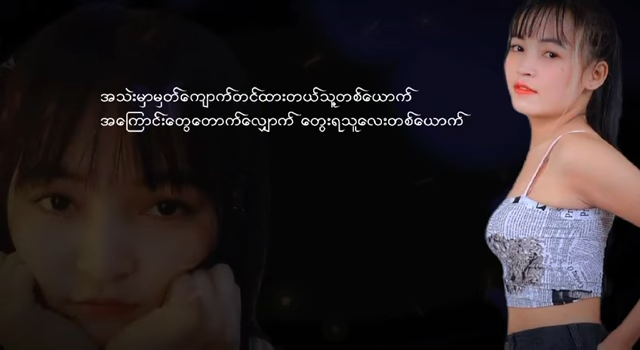 အသဲးမှာမှတ်ကျောက်တင်ထားတယ်သူ့တစ်ယောက်
အကြောင်းတွေတောက်လျှောက် တွေးရသူလေးတစ်ယောက်